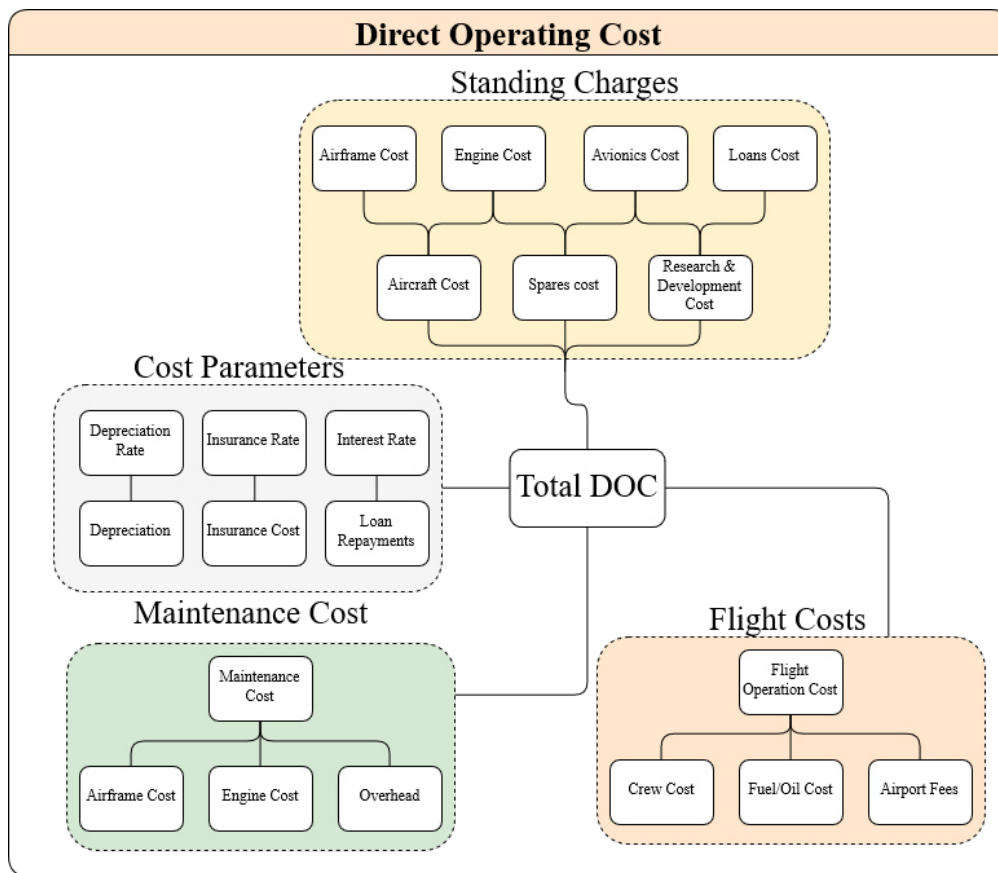 Direct Operating Cost
Standing Charges
Airframe Cost
Engine Cost
Avionics Cost
Loans Cost
Aircraft Cost
Spares cost
Research &
Development
Cost
Cost Parameters
Depreciation
Rate
Insurance Rate
Interest Rate
Depreciation
Insurance Cost
Loan
Repayments
Total DOC
Maintenance Cost
Maintenance
Cost
Airframe Cost
Engine Cost
Overhead
Flight Costs
Flight
Operation Cost
Crew Cost
Fuel/Oil Cost
Airport Fees